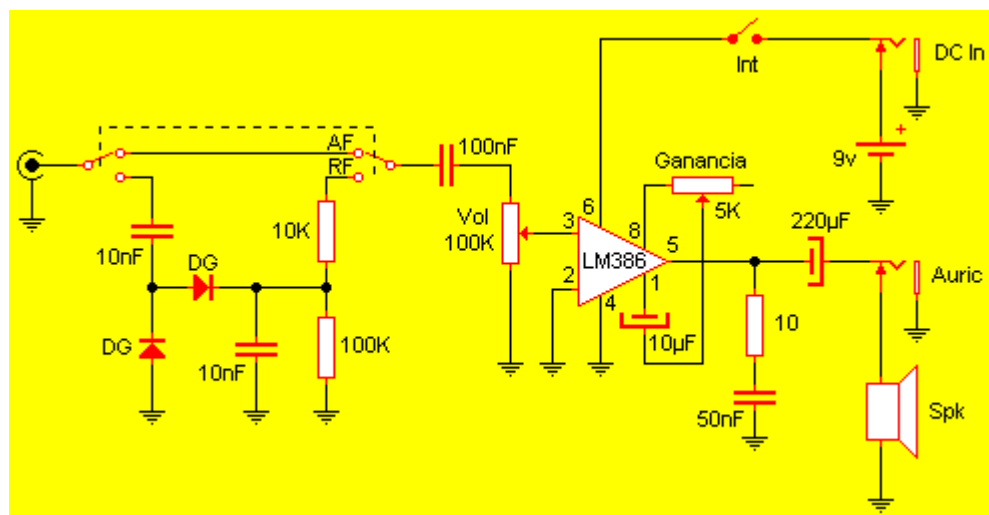 Int
DC In
+
9v
AF
RF
100nF
Ganancia
5K
Vol
100K
10K
10nF
DG
DG
10nF
100K
3
6
8
5
LM386
2
4
1
10µF
220µF
Auric
10
50nF
Spk